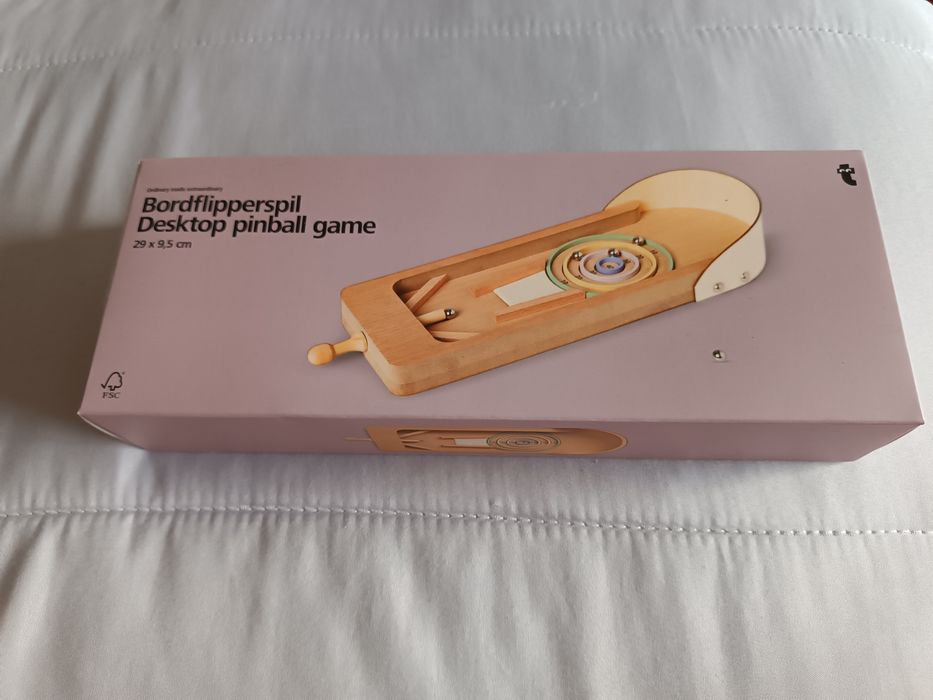 Ordinary made extraordinary
Bordflipperspil
Desktop pinball game
29 x 9,5 cm
FSC